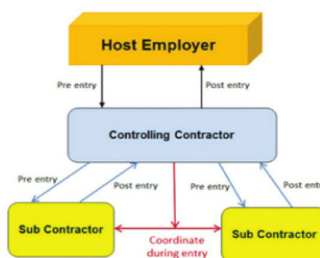 Host Employer
Pre entry
Post entry
Controlling Contractor
Pre entry
Post entry
Pre entry
Post ent
Sub Contractor
Coordinate
during entry
Sub Contractor